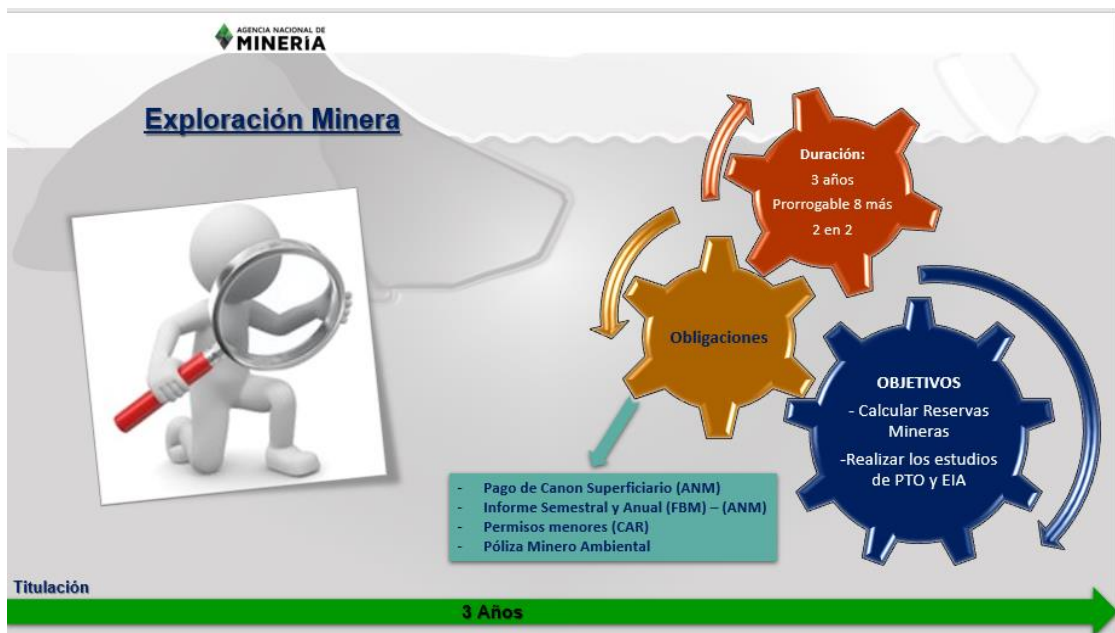 AGENCIA NACIONAL DE
MINERÍA
Exploración Minera
Duración:
3 años
Prorrogable 8 más
2 en 2
Obligaciones
OBJETIVOS
- Calcular Reservas
Mineras
-Realizar los estudios
de PTO y EIA
- Pago de Canon Superficiario (ANM)
- Informe Semestral y Anual (FBM) – (ANM)
- Permisos menores (CAR)
- Póliza Minero Ambiental
Titulación
3 Años